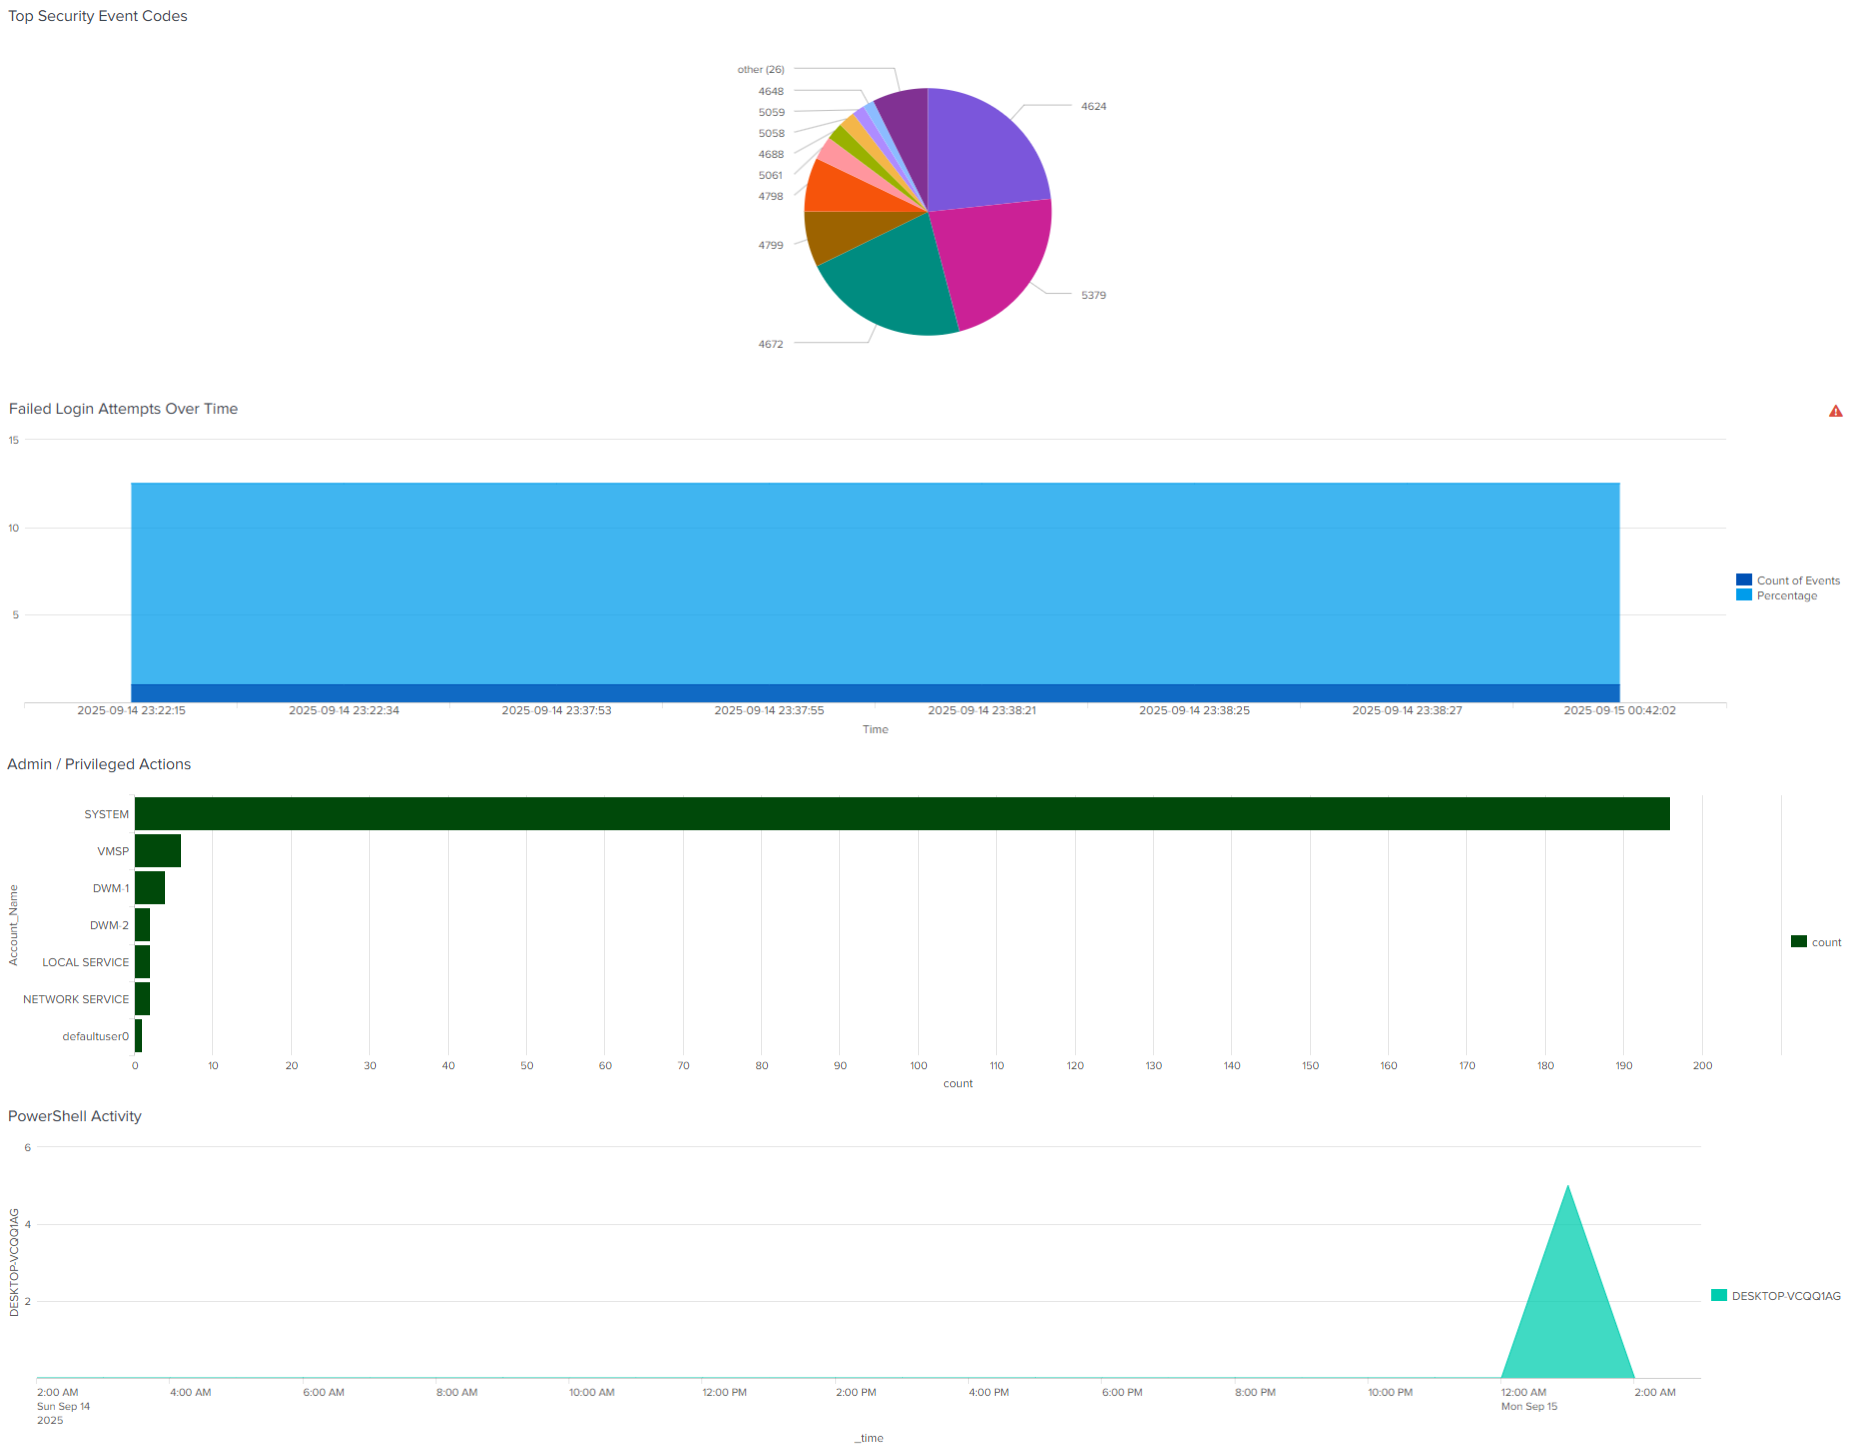 Top Security Event Codes
other (26)
4648
5059
5058
4688
5061
4798
4799
4672
4624
5379
Failed Login Attempts Over Time
15
10
5
2025-09-14 23:22:15 2025-09-14 23:22:34 2025-09-14 23:37:53 2025-09-14 23:37:55 2025-09-14 23:38:21 2025-09-14 23:38:25 2025-09-14 23:38:27 2025-09-15 00:42:02
Time
Count of Events
Percentage
Admin / Privileged Actions
Account_Name
SYSTEM
VMSP
DWM-1
DWM-2
LOCAL SERVICE
NETWORK SERVICE
defaultuser0
0 10 20 30 40 50 60 70 80 90 100 110 120 130 140 150 160 170 180 190 200
count
count
PowerShell Activity
DESKTOP-VCQQ1AG
6
4
2
2:00 AM 4:00 AM 6:00 AM 8:00 AM 10:00 AM 12:00 PM 2:00 PM 4:00 PM 6:00 PM 8:00 PM 10:00 PM 12:00 AM 2:00 AM
Sun Sep 14 Mon Sep 15
2025
_time
DESKTOP-VCQQ1AG